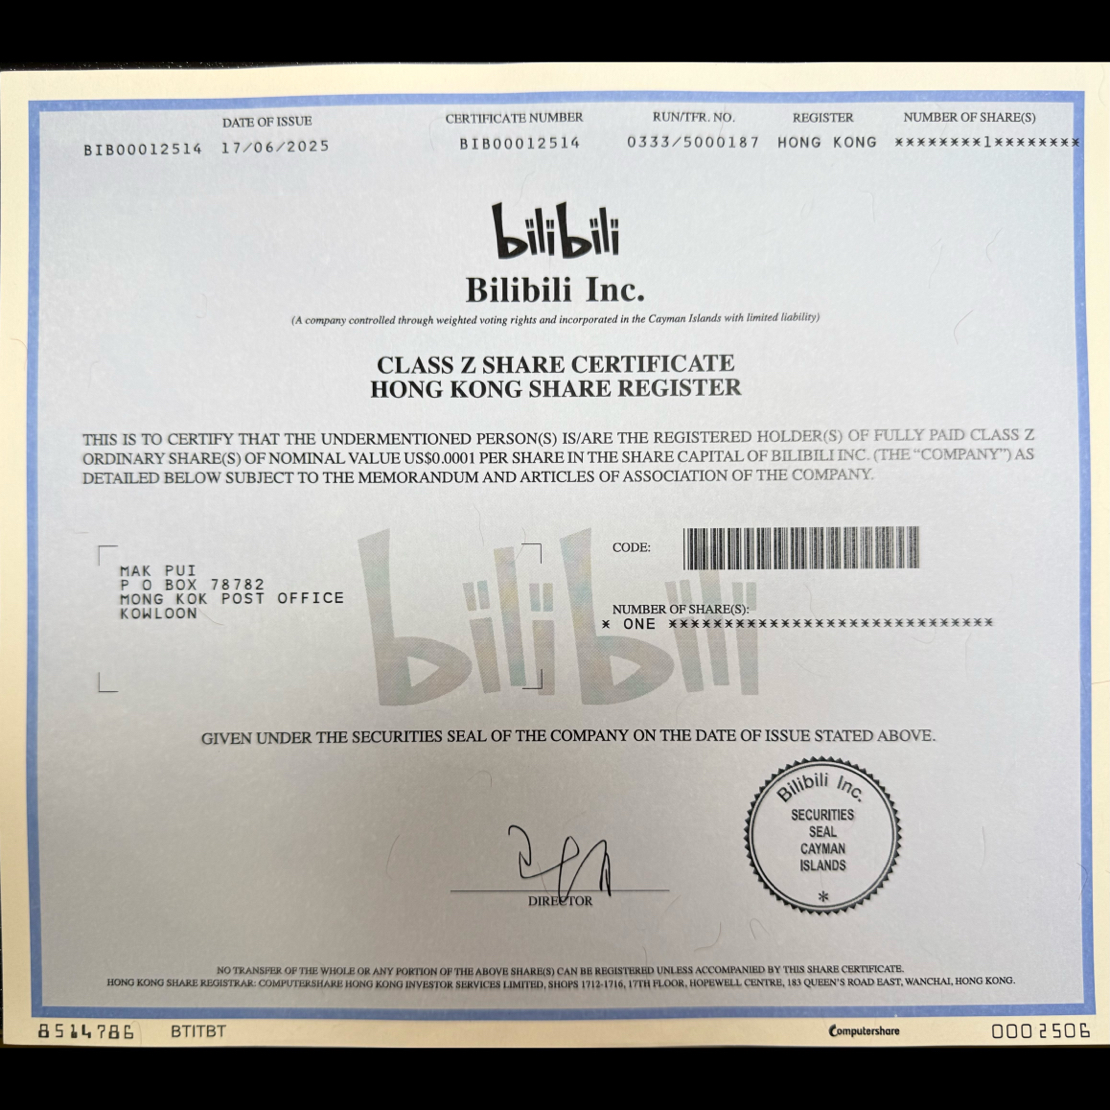 DATE OF ISSUE CERTIFICATE NUMBER RUN/TFR. NO. REGISTER NUMBER OF SHARE(S)
BIB00012514 17/06/2025 BIB00012514 0333/5000187 HONG KONG ********1********
bilibili
Bilibili Inc.
(A company controlled through weighted voting rights and incorporated in the Cayman Islands with limited liability)
CLASS Z SHARE CERTIFICATE
HONG KONG SHARE REGISTER
THIS IS TO CERTIFY THAT THE UNDERMENTIONED PERSON(S) IS/ARE THE REGISTERED HOLDER(S) OF FULLY PAID CLASS Z
ORDINARY SHARE(S) OF NOMINAL VALUE US$0.0001 PER SHARE IN THE SHARE CAPITAL OF BILIBILI INC. (THE "COMPANY") AS
DETAILED BELOW SUBJECT TO THE MEMORANDUM AND ARTICLES OF ASSOCIATION OF THE COMPANY.
bilibili
MAK PUI
P O BOX 78782
MONG KOK POST OFFICE
KOWLOON
CODE:
NUMBER OF SHARE(S):
* ONE ******************************
GIVEN UNDER THE SECURITIES SEAL OF THE COMPANY ON THE DATE OF ISSUE STATED ABOVE.
Bilibili Inc.
SECURITIES
SEAL
CAYMAN
ISLANDS
*
DIRECTOR
NO TRANSFER OF THE WHOLE OR ANY PORTION OF THE ABOVE SHARE(S) CAN BE REGISTERED UNLESS ACCOMPANIED BY THIS SHARE CERTIFICATE.
HONG KONG SHARE REGISTRAR: COMPUTERSHARE HONG KONG INVESTOR SERVICES LIMITED, SHOPS 1712-1716, 17TH FLOOR, HOPEWELL CENTRE, 183 QUEEN'S ROAD EAST, WANCHAI, HONG KONG.
8514786 BTITBT Computershare 0002506